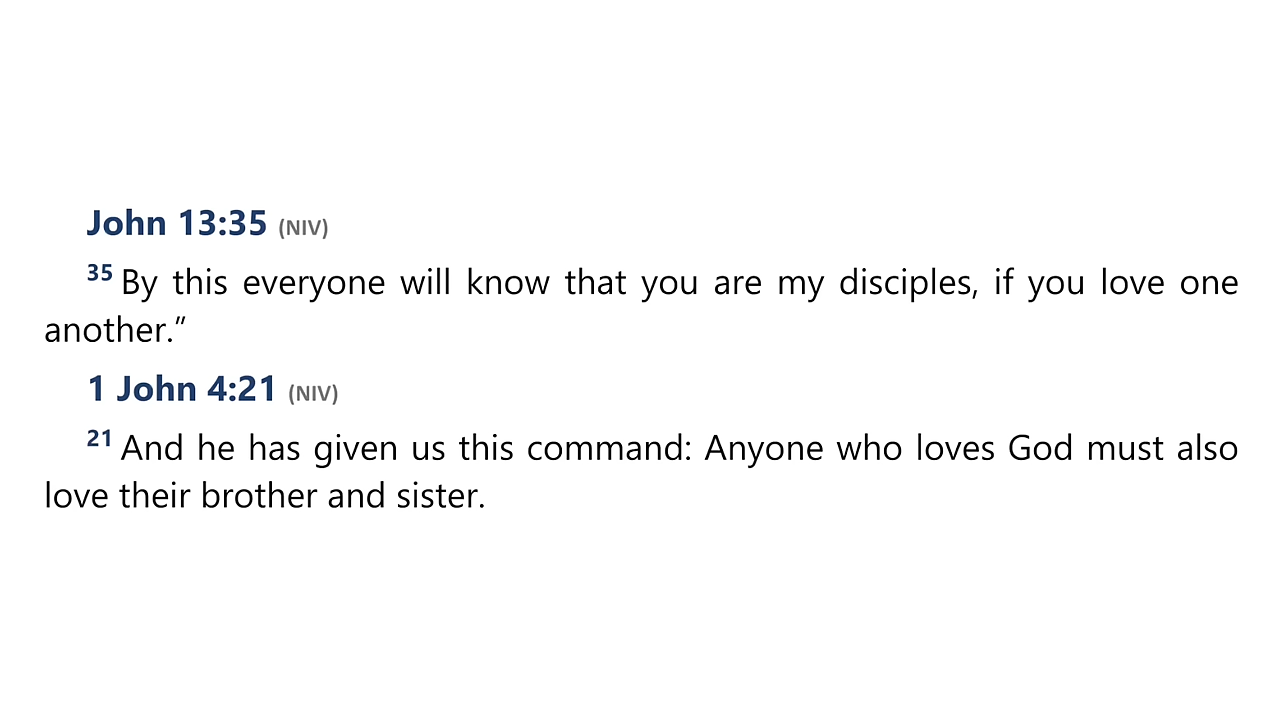 John 13:35 (NIV)
35 By this everyone will know that you are my disciples, if you love one
another.”
1 John 4:21 (NIV)
21 And he has given us this command: Anyone who loves God must also
love their brother and sister.